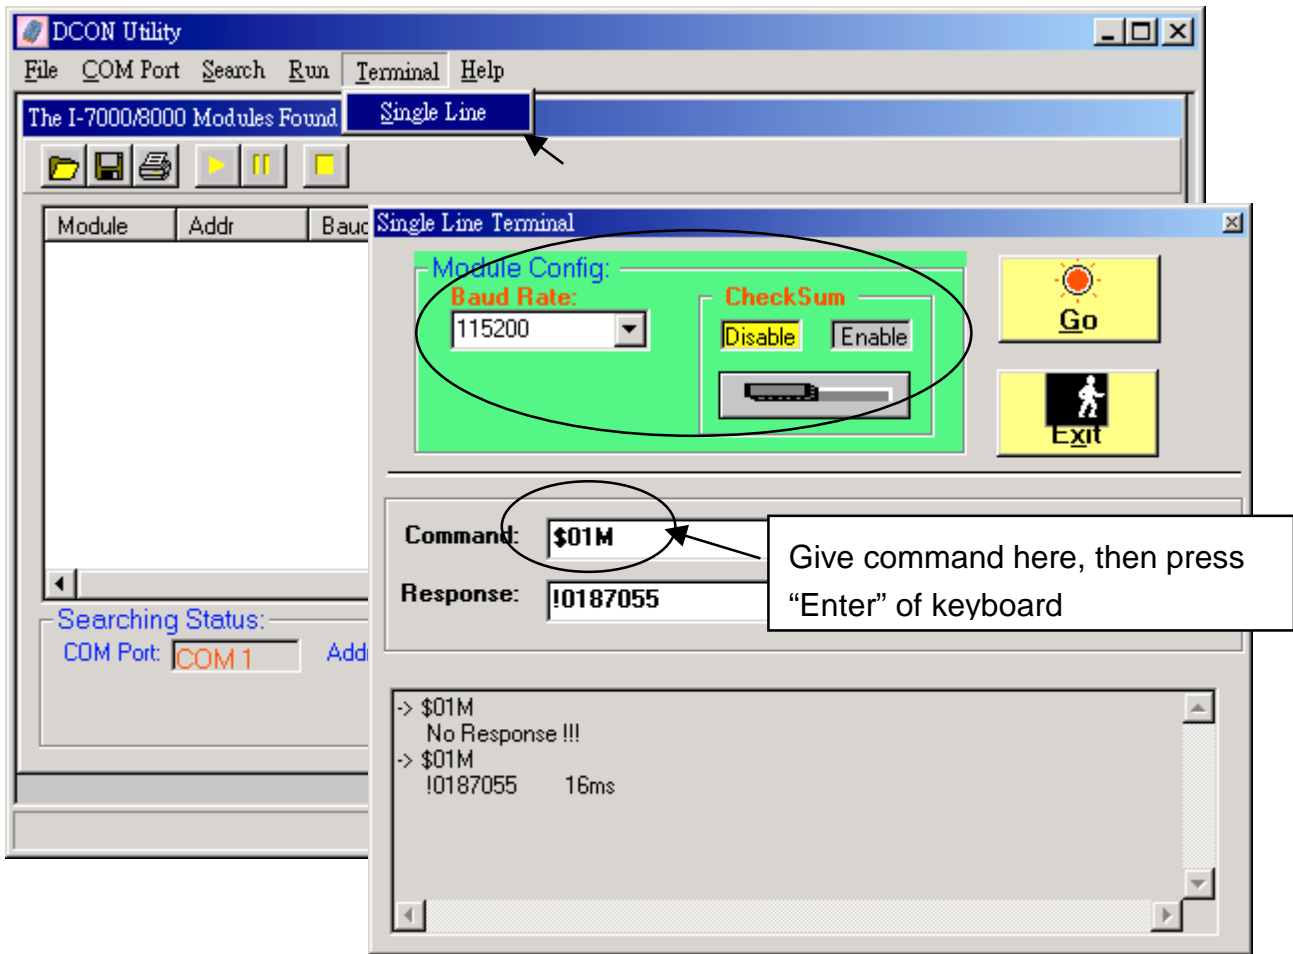 DCON Utility
File COM Port Search Run Terminal Help
Single Line
The I-7000/8000 Modules Found
Module Addr Baud
Single Line Terminal
Module Config:
Baud Rate:
115200
CheckSum
Disable Enable
Go
Exit
Command: $01M
Response: !0187055
Give command here, then press
“Enter” of keyboard
Searching Status:
COM Port: COM 1 Addr
-> $01M
No Response !!!
-> $01M
!0187055 16ms